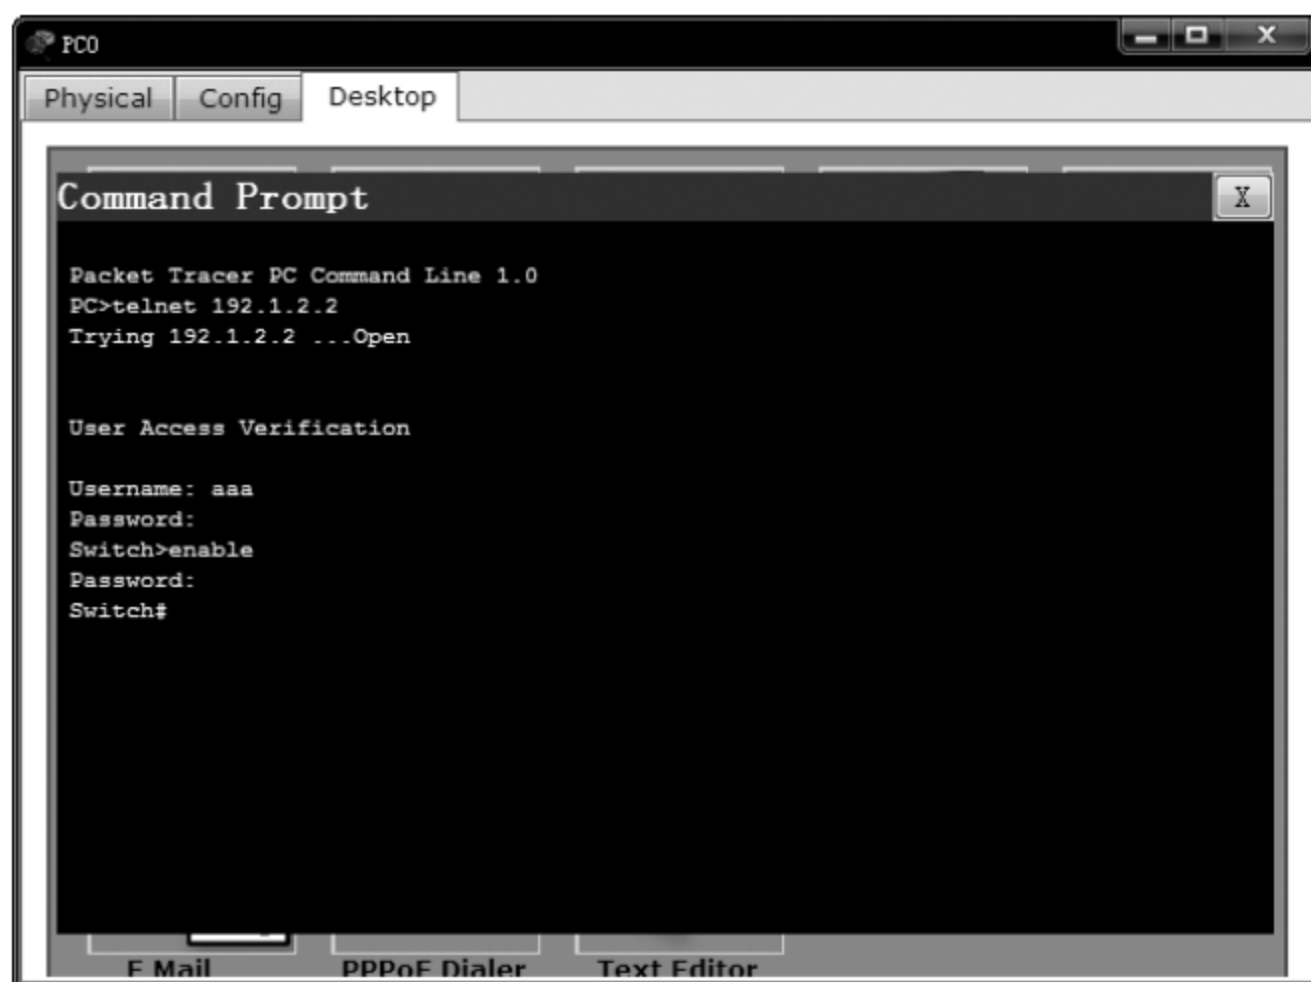 PC0
Physical Config Desktop
Command Prompt X
Packet Tracer PC Command Line 1.0
PC>telnet 192.1.2.2
Trying 192.1.2.2 ...Open
User Access Verification
Username: aaa
Password:
Switch>enable
Password:
Switch#
E Mail PPPoE Dialer Text Editor